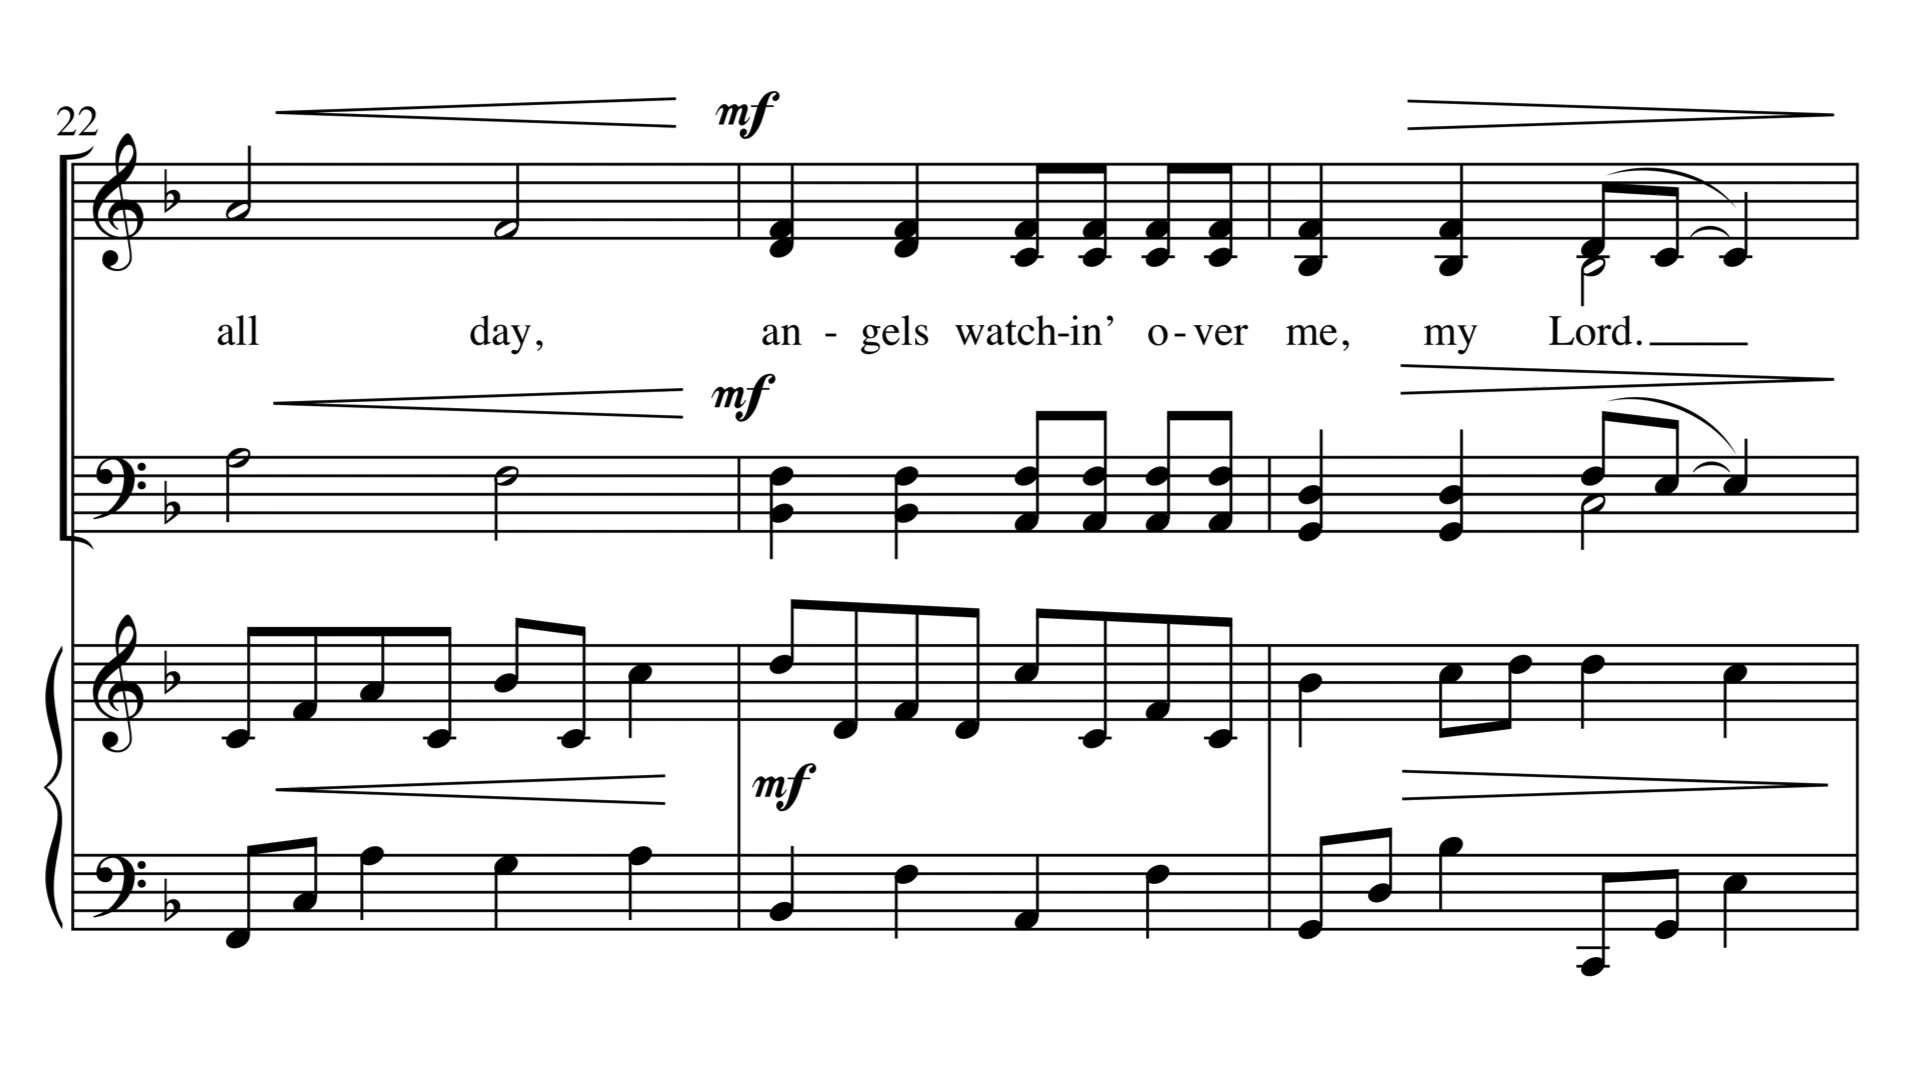 22
mf
all day, an - gels watch-in’ o-ver me, my Lord.
mf
mf